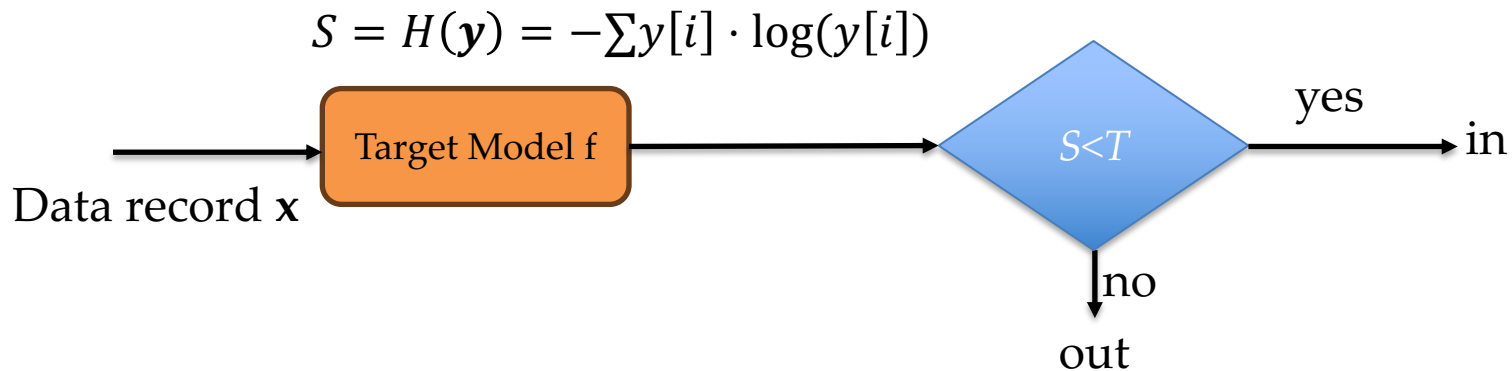 S = H(y) = −∑y[i] · log(y[i])
Target Model f
S<T
yes
in
Data record x
no
out